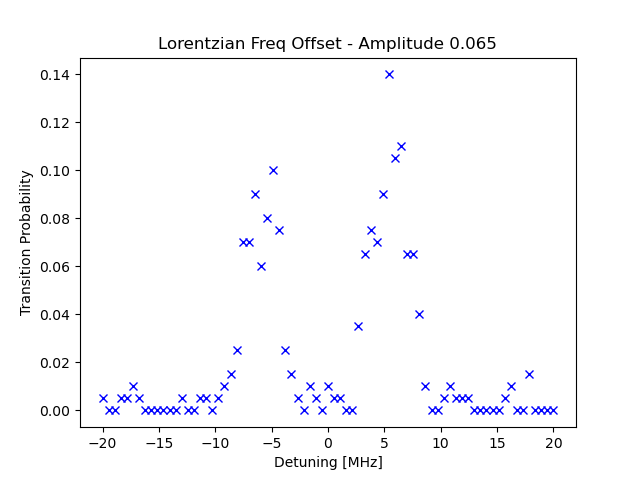 Lorentzian Freq Offset - Amplitude 0.065
0.14
0.12
0.10
0.08
0.06
0.04
0.02
0.00
Transition Probability
−20 −15 −10 −5 0 5 10 15 20
Detuning [MHz]